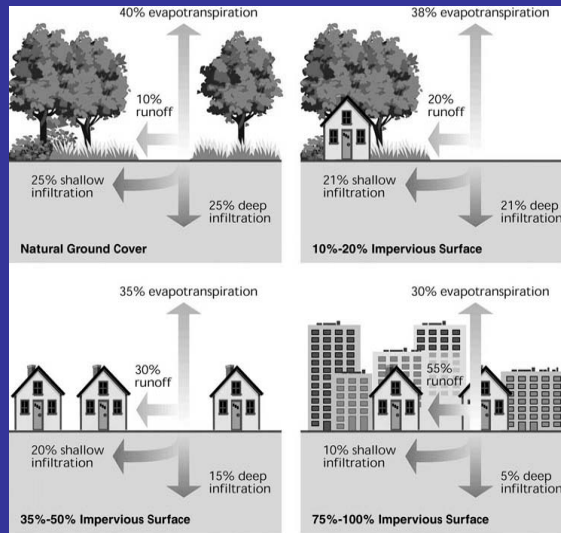 40% evapotranspiration
10%
runoff
25% shallow
infiltration
25% deep
infiltration
Natural Ground Cover
38% evapotranspiration
20%
runoff
21% shallow
infiltration
21% deep
infiltration
10%-20% Impervious Surface
35% evapotranspiration
30%
runoff
20% shallow
infiltration
15% deep
infiltration
35%-50% Impervious Surface
30% evapotranspiration
55%
runoff
10% shallow
infiltration
5% deep
infiltration
75%-100% Impervious Surface